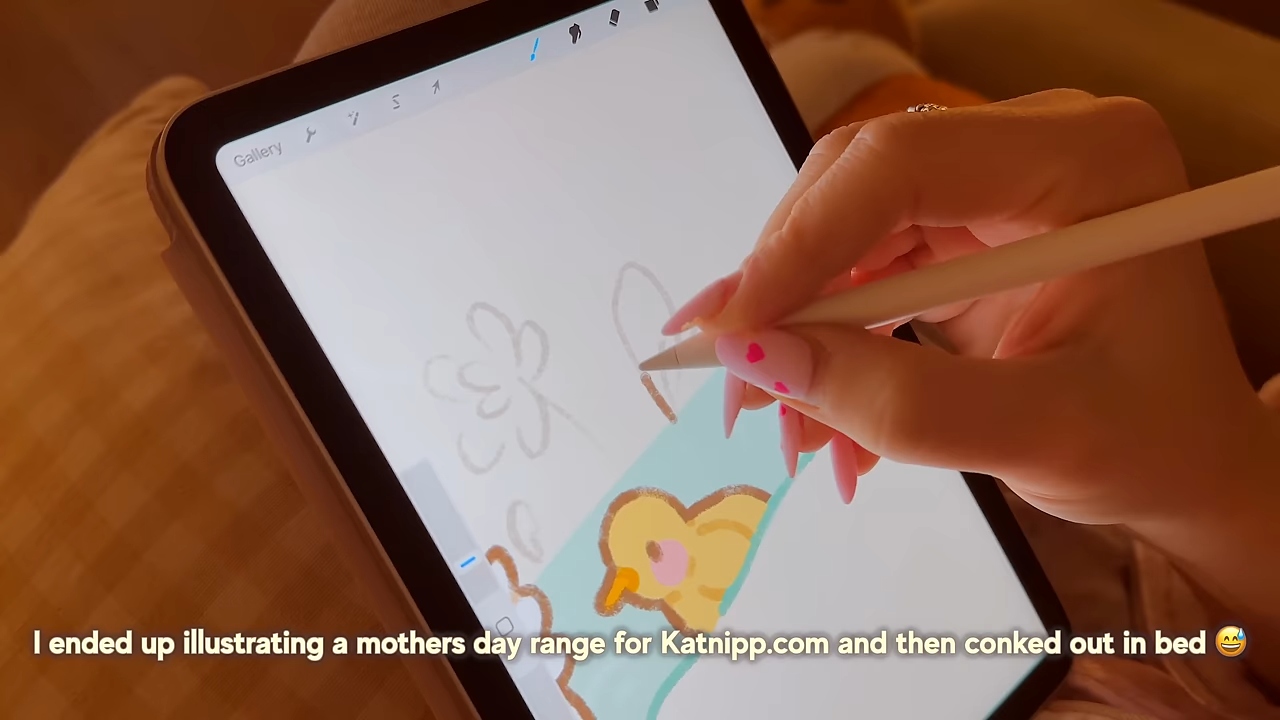 Gallery
I ended up illustrating a mothers day range for Katnipp.com and then conked out in bed 😅